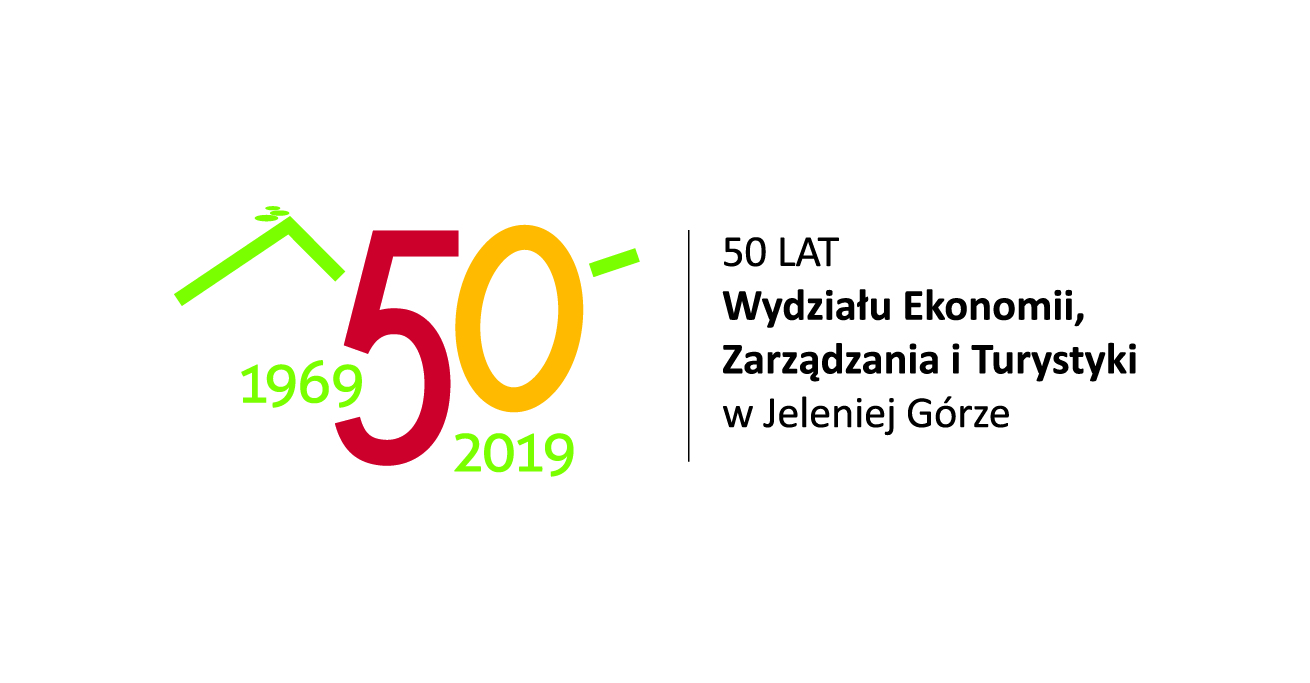 50
1969
2019
50 LAT
Wydziału Ekonomii,
Zarządzania i Turystyki
w Jeleniej Górze